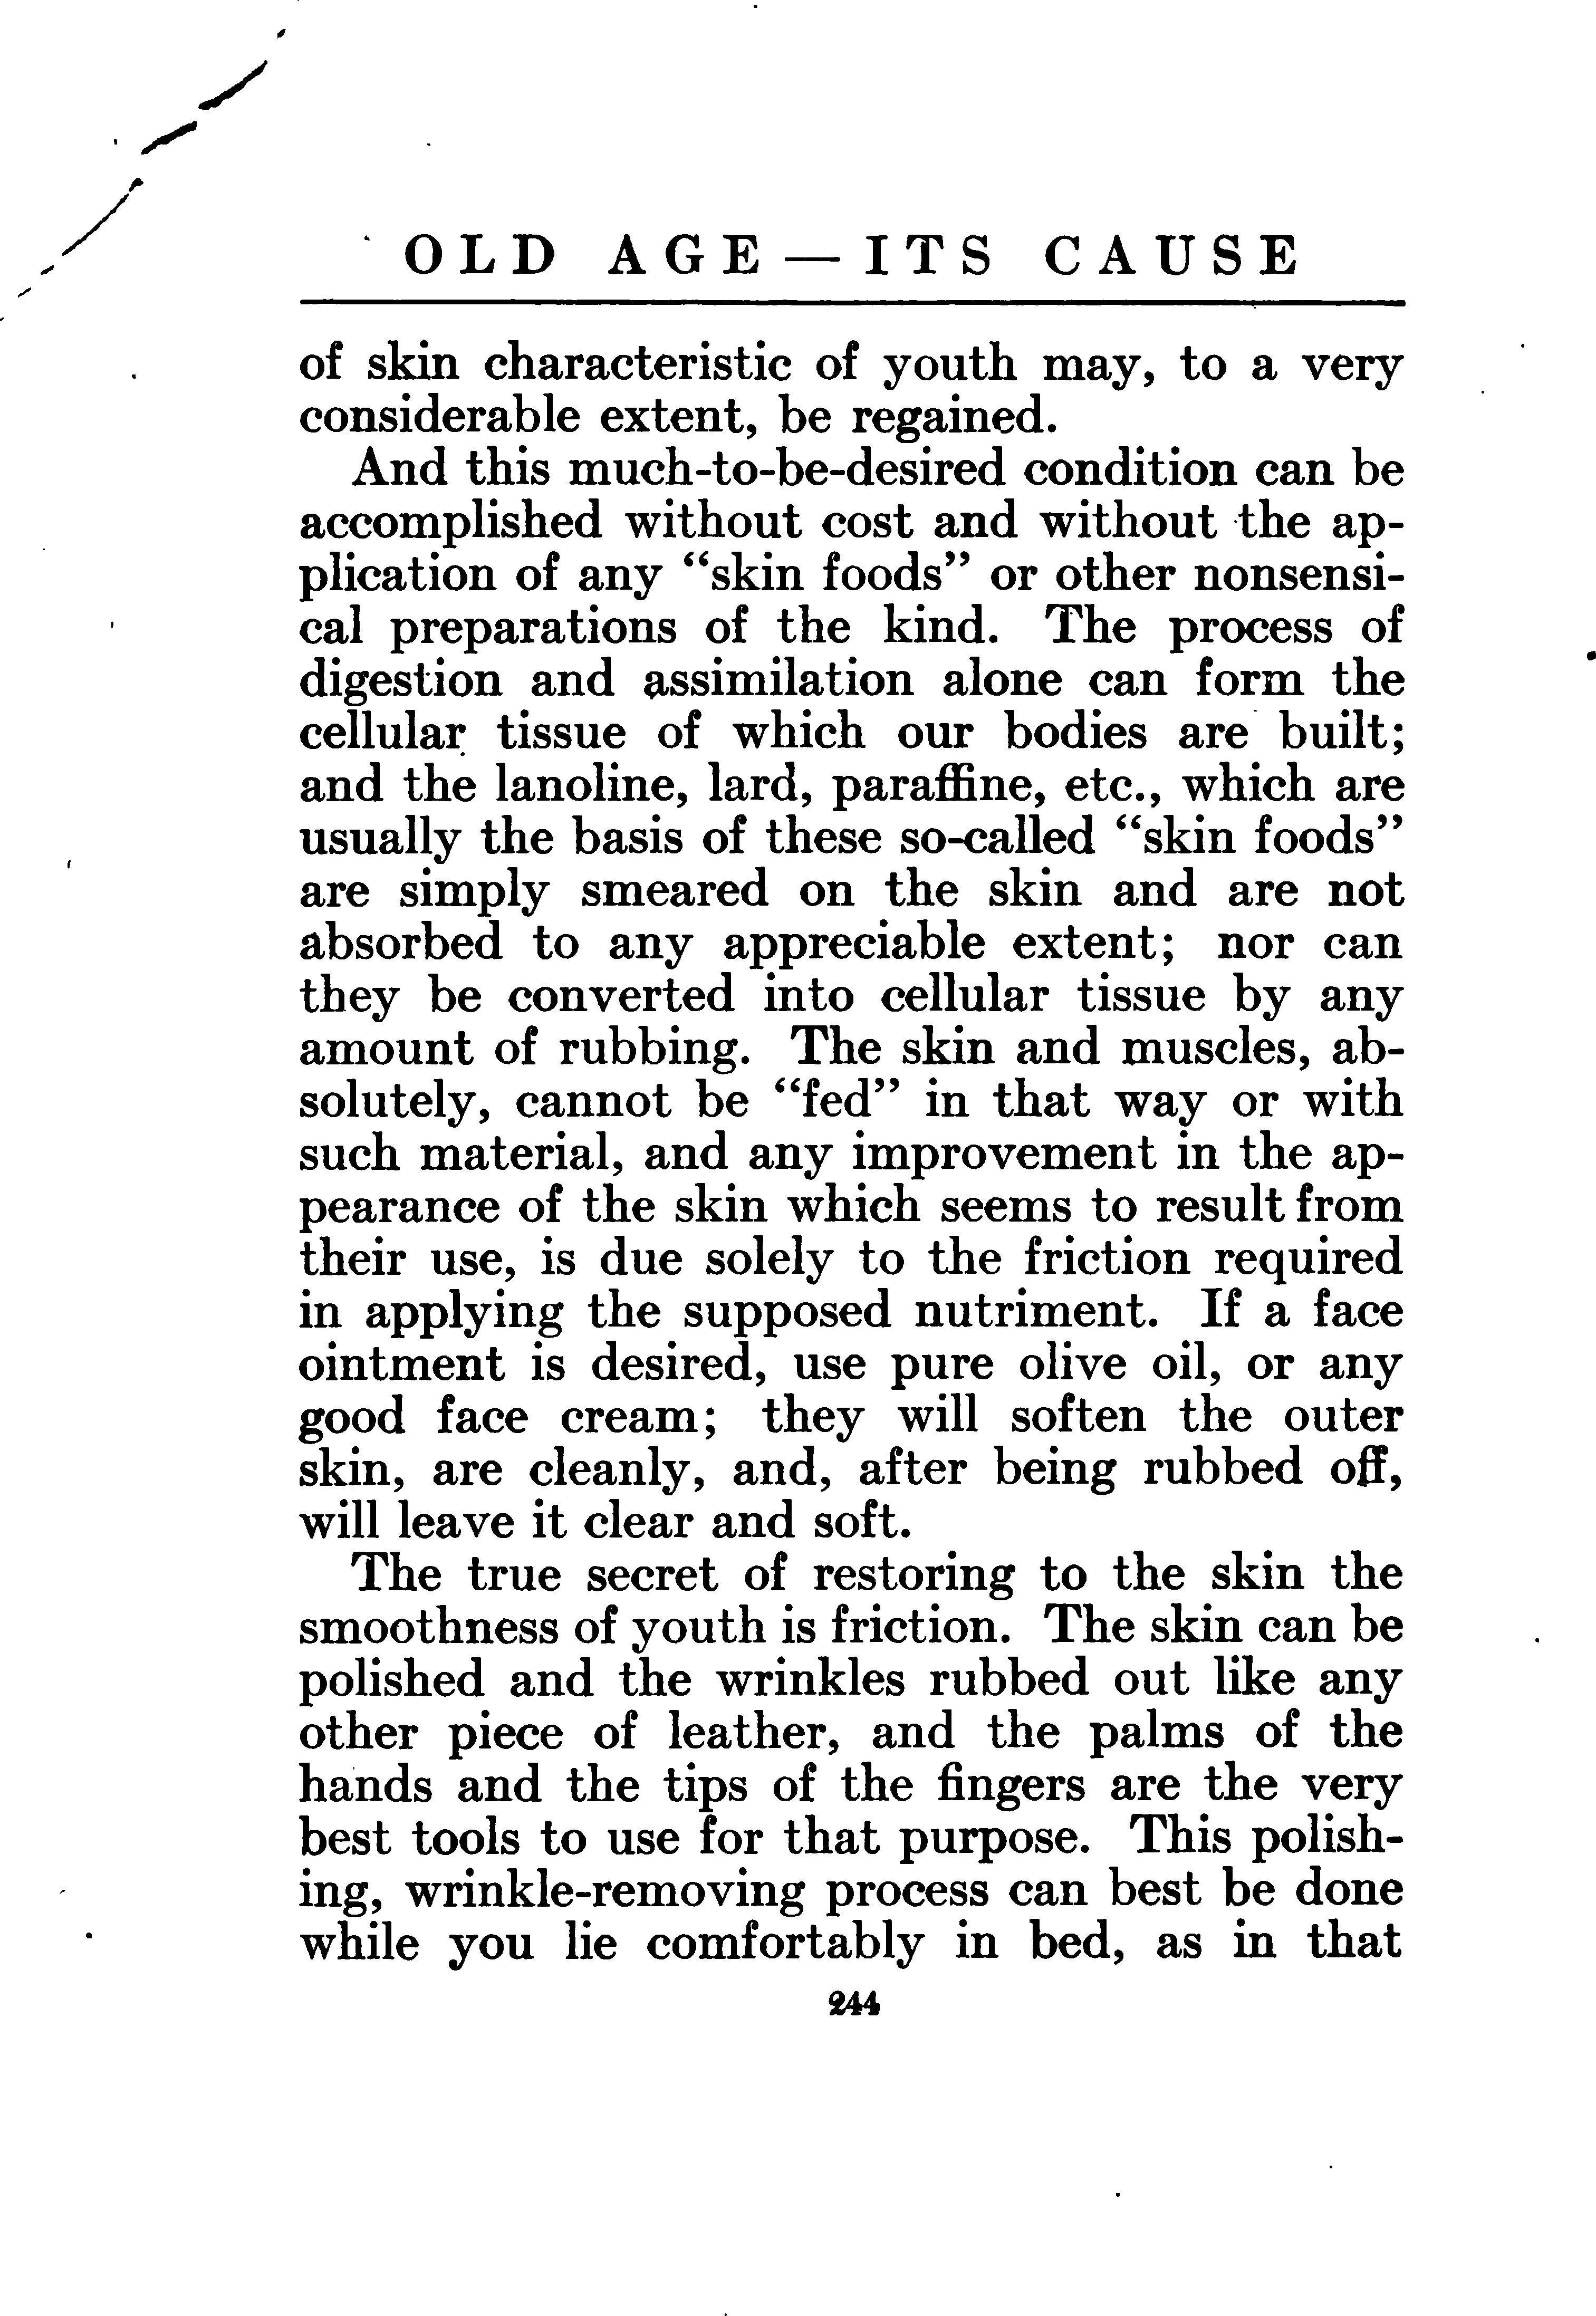 OLD AGE — ITS CAUSE
of skin characteristic of youth may, to a very
considerable extent, be regained.
And this much-to-be-desired condition can be
accomplished without cost and without the ap-
plication of any “skin foods” or other nonsensi-
cal preparations of the kind. The process of
digestion and assimilation alone can form the
cellular tissue of which our bodies are built;
and the lanoline, lard, paraffine, etc., which are
usually the basis of these so-called “skin foods”
are simply smeared on the skin and are not
absorbed to any appreciable extent; nor can
they be converted into cellular tissue by any
amount of rubbing. The skin and muscles, ab-
solutely, cannot be “fed” in that way or with
such material, and any improvement in the ap-
pearance of the skin which seems to result from
their use, is due solely to the friction required
in applying the supposed nutriment. If a face
ointment is desired, use pure olive oil, or any
good face cream; they will soften the outer
skin, are cleanly, and, after being rubbed off,
will leave it clear and soft.
The true secret of restoring to the skin the
smoothness of youth is friction. The skin can be
polished and the wrinkles rubbed out like any
other piece of leather, and the palms of the
hands and the tips of the fingers are the very
best tools to use for that purpose. This polish-
ing, wrinkle-removing process can best be done
while you lie comfortably in bed, as in that
244